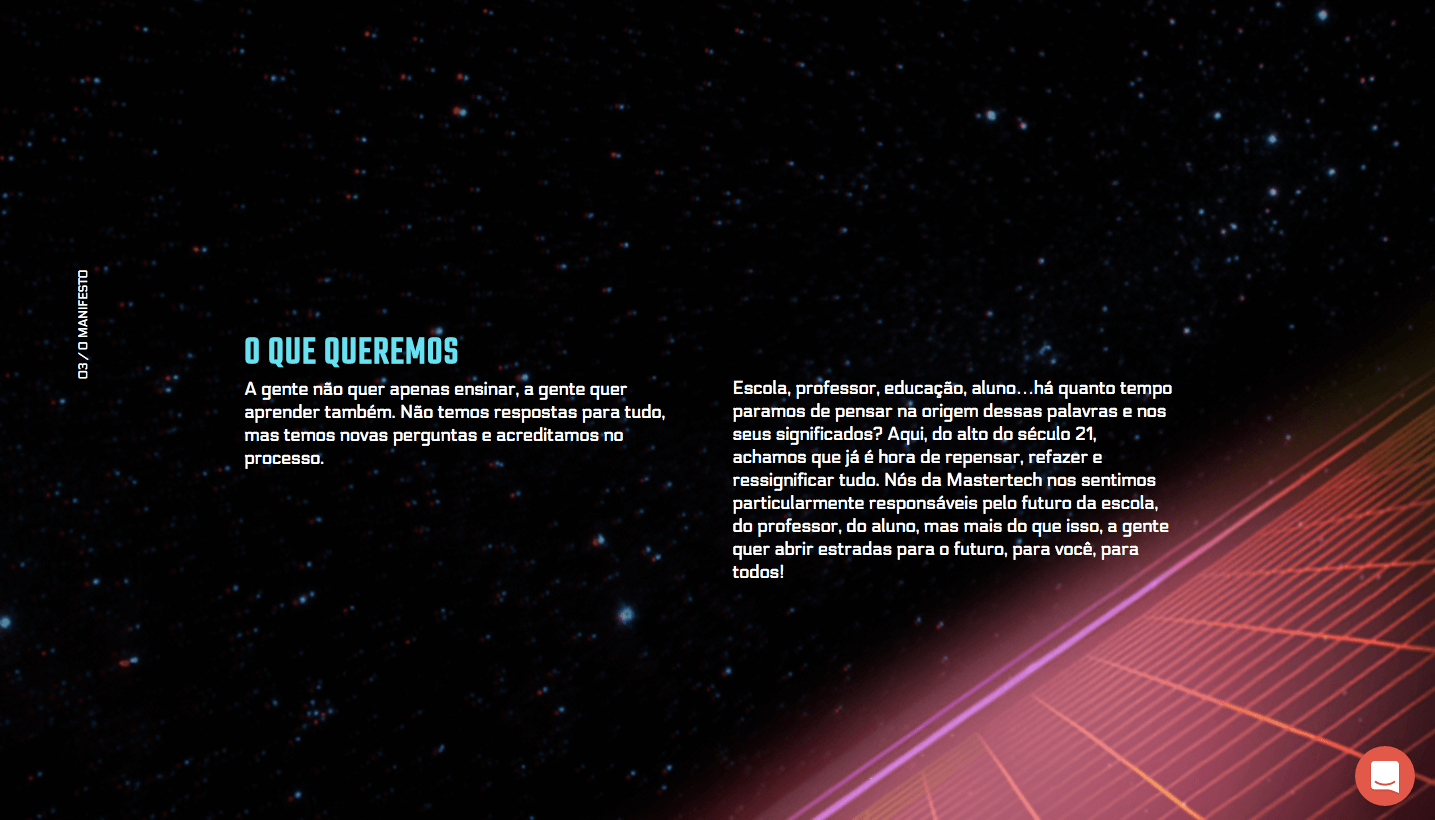 03 / O MANIFESTO
O QUE QUEREMOS
A gente não quer apenas ensinar, a gente quer
aprender também. Não temos respostas para tudo,
mas temos novas perguntas e acreditamos no
processo.
Escola, professor, educação, aluno...há quanto tempo
paramos de pensar na origem dessas palavras e nos
seus significados? Aqui, do alto do século 21,
achamos que já é hora de repensar, refazer e
ressignificar tudo. Nós da Mastertech nos sentimos
particularmente responsáveis pelo futuro da escola,
do professor, do aluno, mas mais do que isso, a gente
quer abrir estradas para o futuro, para você, para
todos!